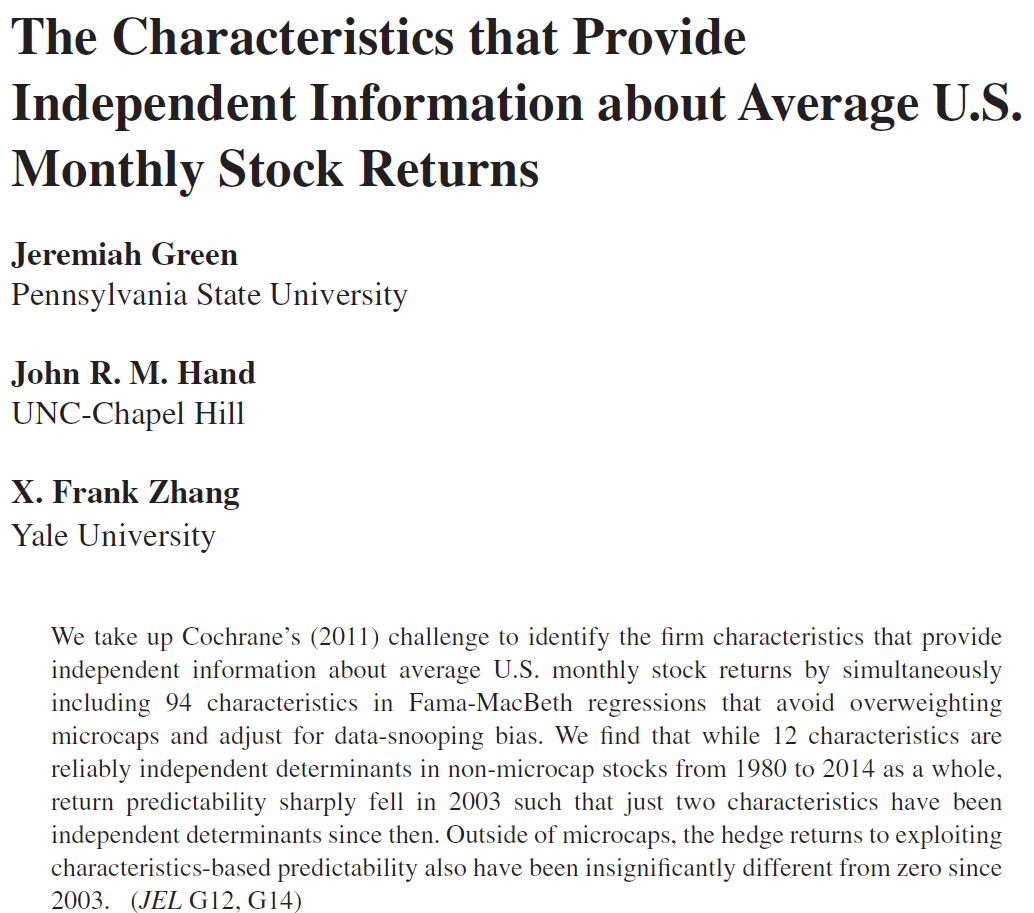 The Characteristics that Provide
Independent Information about Average U.S.
Monthly Stock Returns
Jeremiah Green
Pennsylvania State University
John R. M. Hand
UNC-Chapel Hill
X. Frank Zhang
Yale University
We take up Cochrane's (2011) challenge to identify the firm characteristics that provide
independent information about average U.S. monthly stock returns by simultaneously
including 94 characteristics in Fama-MacBeth regressions that avoid overweighting
microcaps and adjust for data-snooping bias. We find that while 12 characteristics are
reliably independent determinants in non-microcap stocks from 1980 to 2014 as a whole,
return predictability sharply fell in 2003 such that just two characteristics have been
independent determinants since then. Outside of microcaps, the hedge returns to exploiting
characteristics-based predictability also have been insignificantly different from zero since
2003. (JEL G12, G14)